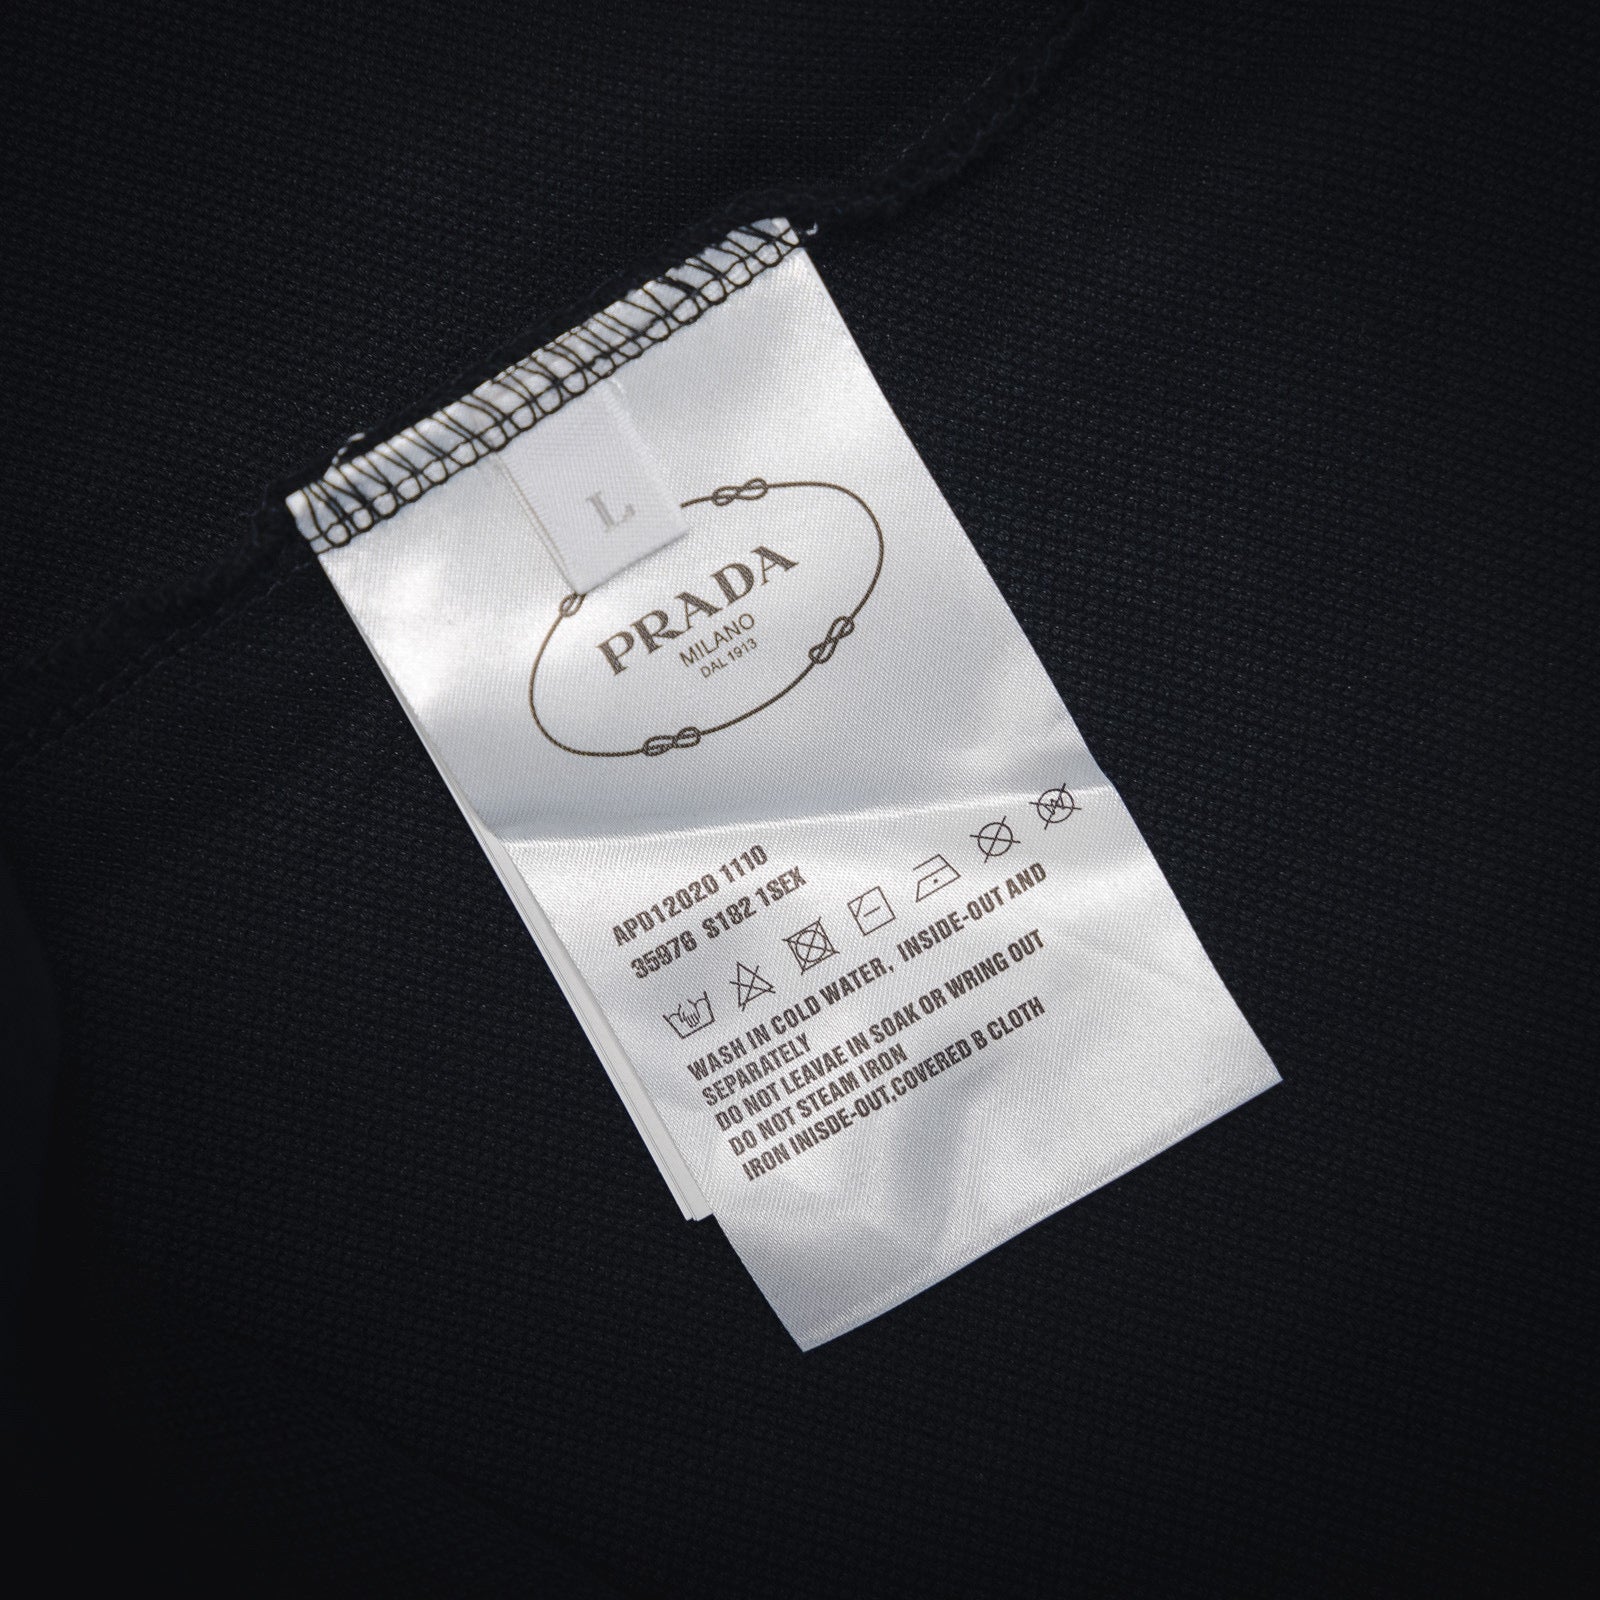 L
PRADA
MILANO
DAL 1913
APD12020 1110
35976 S182 1SEX
WASH IN COLD WATER, INSIDE-OUT AND
SEPARATELY
DO NOT LEAVAE IN SOAK OR WRING OUT
DO NOT STEAM IRON
IRON INISDE-OUT,COVERED B CLOTH